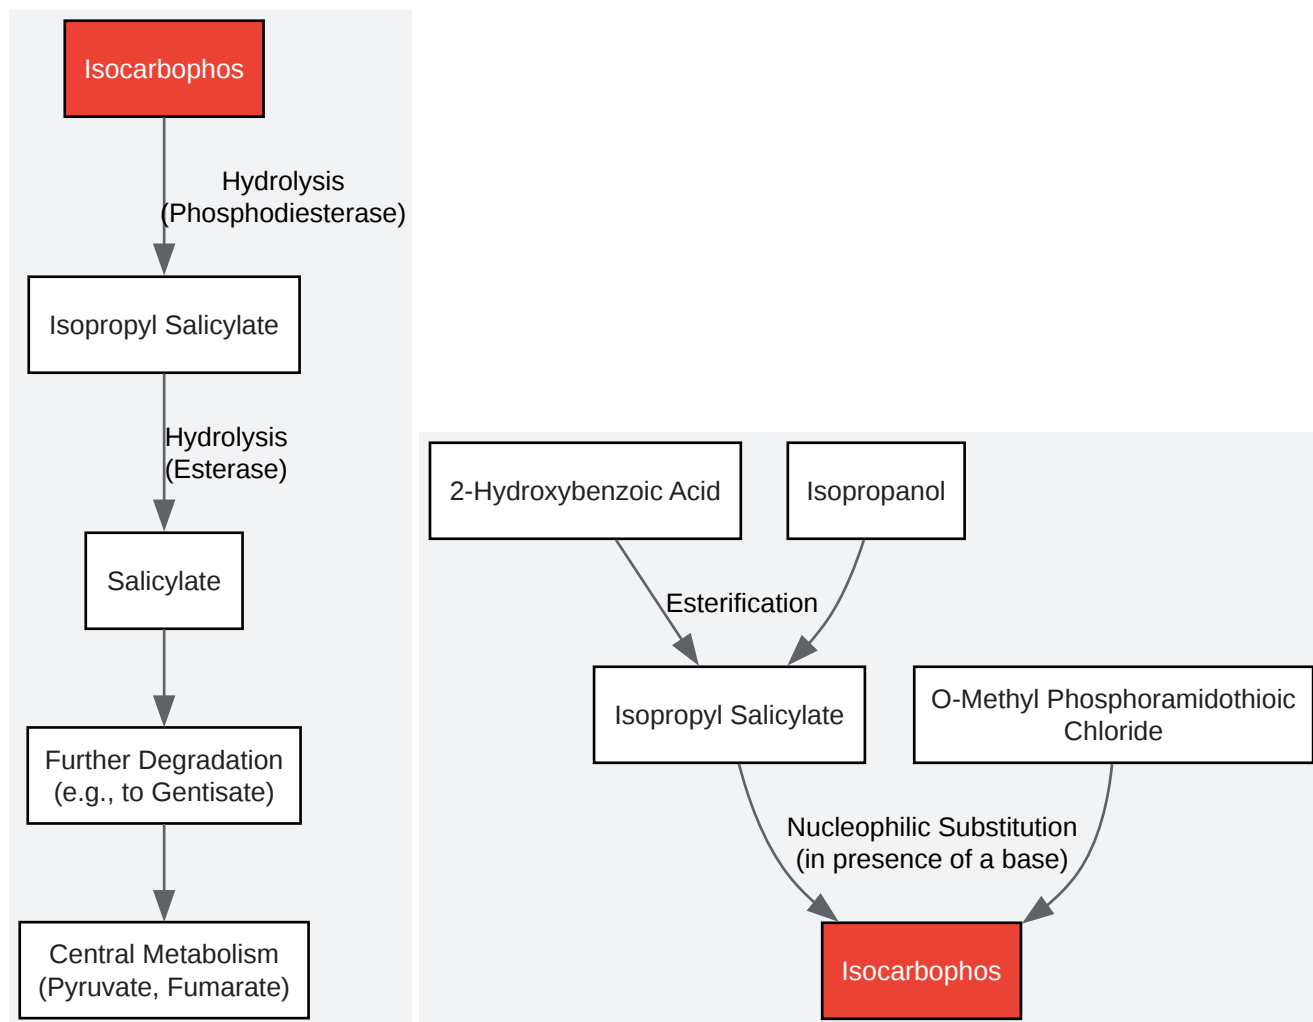 Isocarbophos
Hydrolysis
(Phosphodiesterase)
Isopropyl Salicylate
Hydrolysis
(Esterase)
Salicylate
Further Degradation
(e.g., to Gentisate)
Central Metabolism
(Pyruvate, Fumarate)
2-Hydroxybenzoic Acid
Isopropanol
Esterification
Isopropyl Salicylate
O-Methyl Phosphoramidothioic
Chloride
Nucleophilic Substitution
(in presence of a base)
Isocarbophos